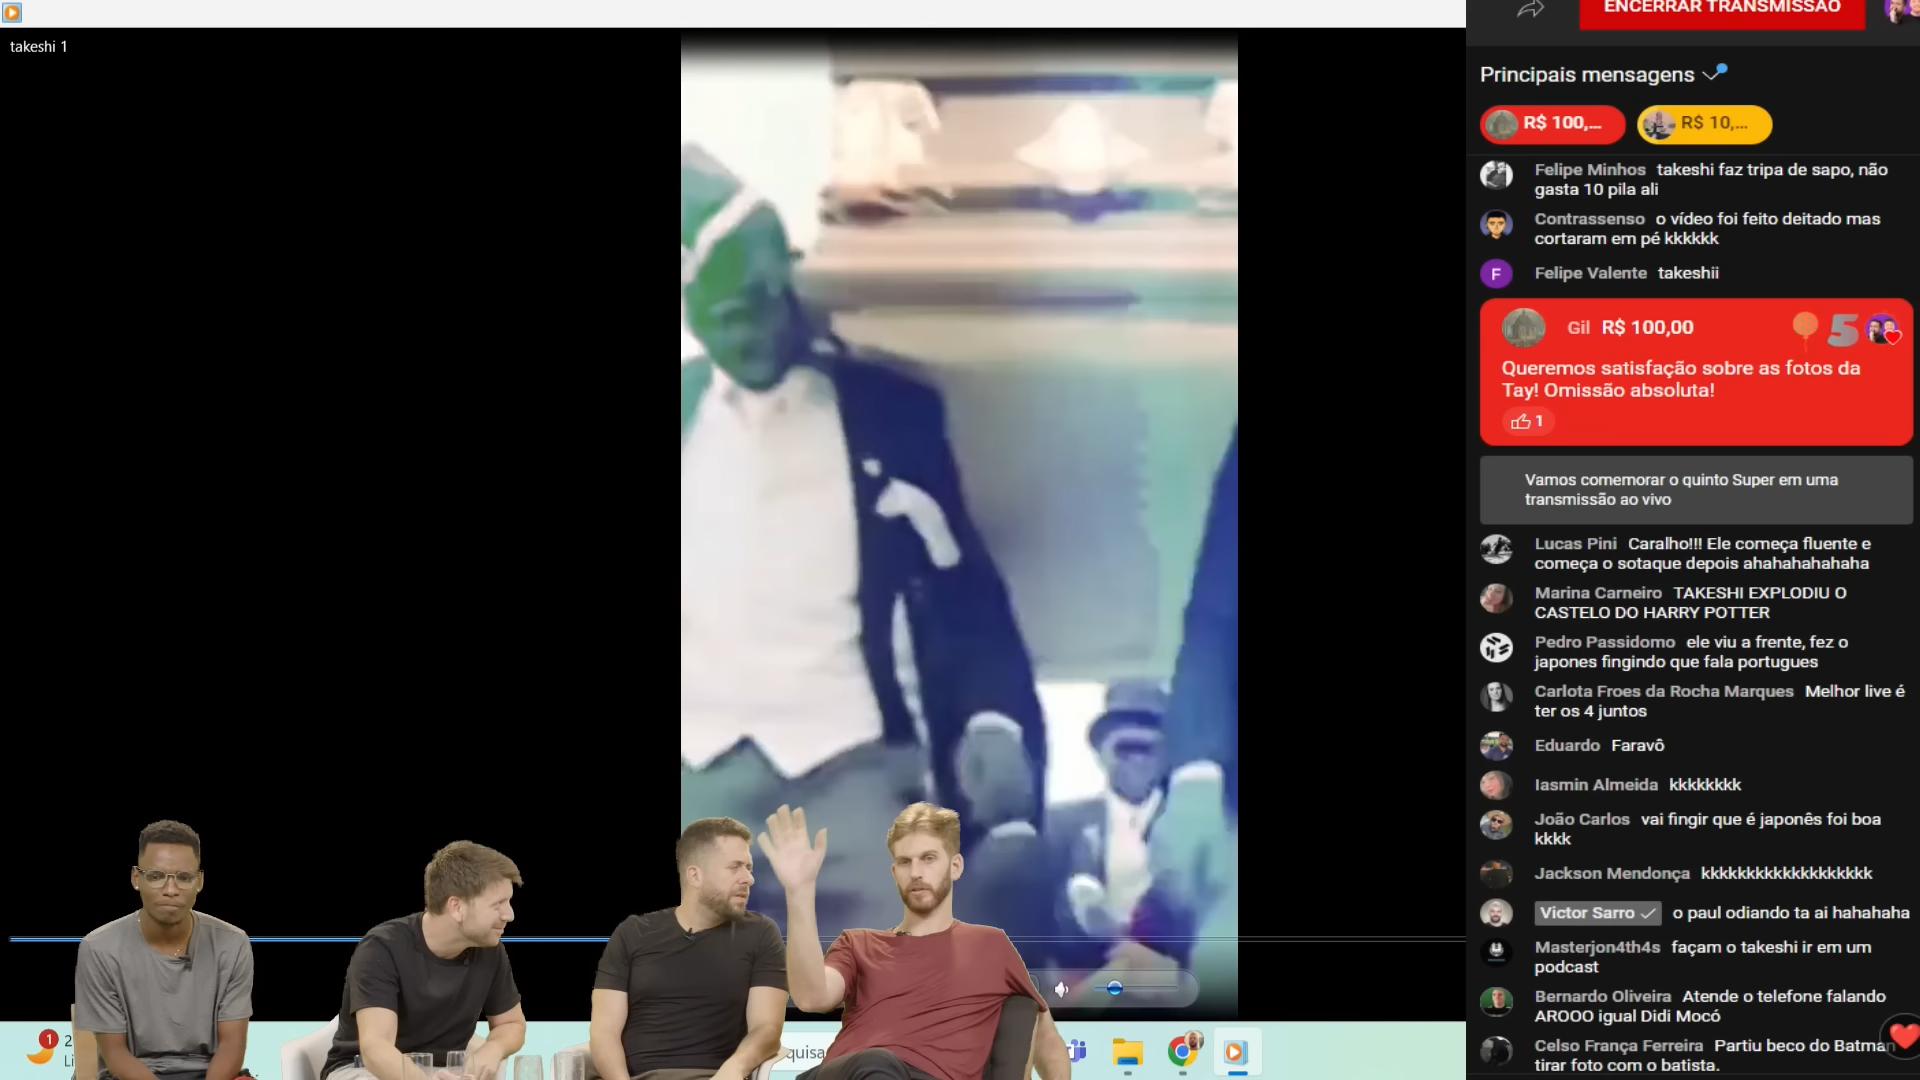 takeshi 1
ENCERRAR TRANSMISSÃO
Principais mensagens
R$ 100,...
R$ 10,...
Felipe Minhos takeshi faz tripa de sapo, não
gasta 10 pila ali
Contrassenso o vídeo foi feito deitado mas
cortaram em pé kkkkkk
F
Felipe Valente takeshii
Gil R$ 100,00
5
Queremos satisfação sobre as fotos da
Tay! Omissão absoluta!
1
Vamos comemorar o quinto Super em uma
transmissão ao vivo
Lucas Pini Caralho!!! Ele começa fluente e
começa o sotaque depois ahahahahahaha
Marina Carneiro TAKESHI EXPLODIU O
CASTELO DO HARRY POTTER
Pedro Passidomo ele viu a frente, fez o
japones fingindo que fala portugues
Carlota Froes da Rocha Marques Melhor live é
ter os 4 juntos
Eduardo Faravô
Iasmin Almeida kkkkkkkk
João Carlos vai fingir que é japonês foi boa
kkkk
Jackson Mendonça kkkkkkkkkkkkkkkkkkk
Victor Sarro o paul odiando ta ai hahahaha
Masterjon4th4s façam o takeshi ir em um
podcast
Bernardo Oliveira Atende o telefone falando
AROOO igual Didi Mocó
Celso França Ferreira Partiu beco do Batman
tirar foto com o batista.
1
2
Li
quisa